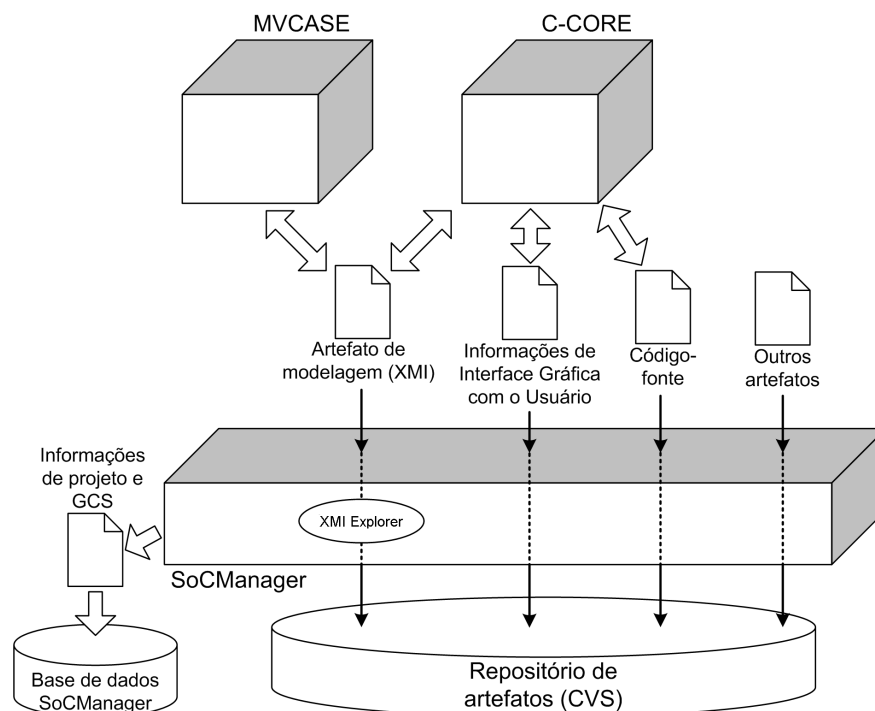 MVCASE
C-CORE
Artefato de
modelagem (XMI)
Informações de
Interface Gráfica
com o Usuário
Código-
fonte
Outros
artefatos
Informações
de projeto e
GCS
XMI Explorer
SoCManager
Base de dados
SoCManager
Repositório de
artefatos (CVS)